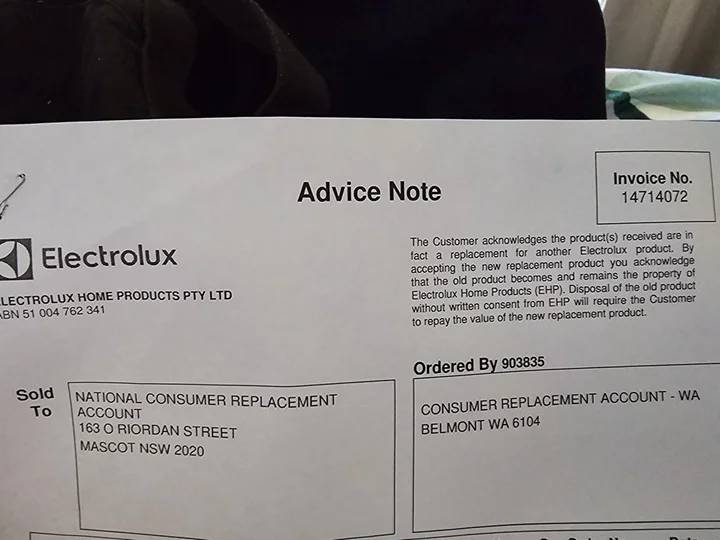 Advice Note
Invoice No.
14714072
Electrolux
ELECTROLUX HOME PRODUCTS PTY LTD
ABN 51 004 762 341
The Customer acknowledges the product(s) received are in
fact a replacement for another Electrolux product. By
accepting the new replacement product you acknowledge
that the old product becomes and remains the property of
Electrolux Home Products (EHP). Disposal of the old product
without written consent from EHP will require the Customer
to repay the value of the new replacement product.
Sold
To
NATIONAL CONSUMER REPLACEMENT
ACCOUNT
163 O RIORDAN STREET
MASCOT NSW 2020
Ordered By 903835
CONSUMER REPLACEMENT ACCOUNT - WA
BELMONT WA 6104